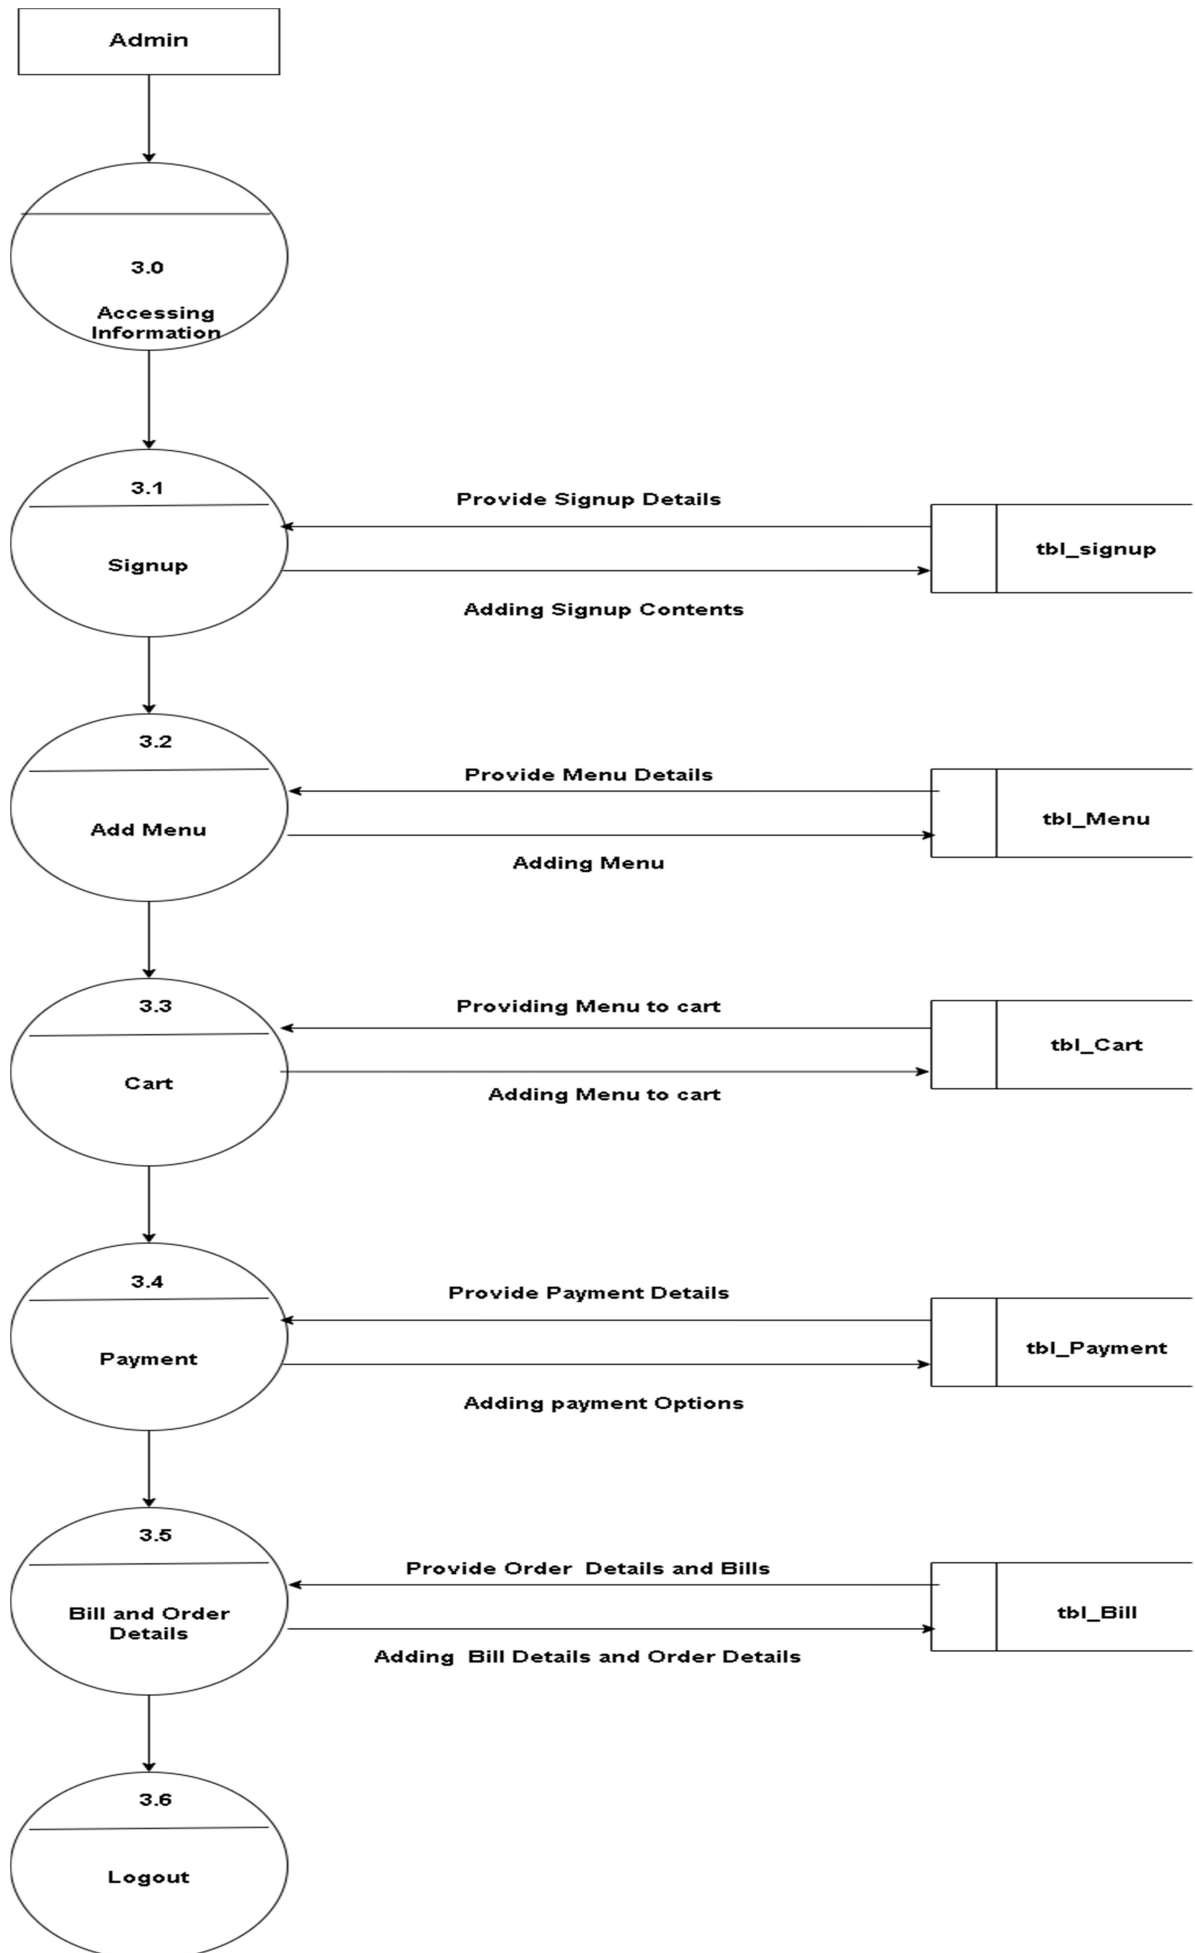 Admin
3.0
Accessing
Information
3.1
Provide Signup Details
tbl_signup
Signup
Adding Signup Contents
3.2
Provide Menu Details
tbl_Menu
Add Menu
Adding Menu
3.3
Providing Menu to cart
tbl_Cart
Cart
Adding Menu to cart
3.4
Provide Payment Details
tbl_Payment
Payment
Adding payment Options
3.5
Provide Order  Details and Bills
tbl_Bill
Bill and Order
Details
Adding  Bill Details and Order Details
3.6
Logout